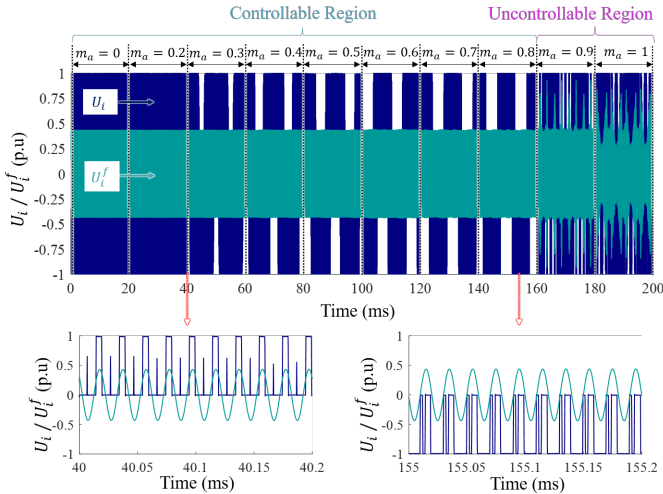 Controllable Region
Uncontrollable Region
m_a = 0
m_a = 0.2
m_a = 0.3
m_a = 0.4
m_a = 0.5
m_a = 0.6
m_a = 0.7
m_a = 0.8
m_a = 0.9
m_a = 1
U_i / U_i^f (p.u)
1
0.75
0.5
0.25
0
-0.25
-0.5
-0.75
-1
U_i
U_i^f
0 20 40 60 80 100 120 140 160 180 200
Time (ms)
U_i / U_i^f (p.u)
1
0.5
0
-0.5
-1
40 40.05 40.1 40.15 40.2
Time (ms)
U_i / U_i^f (p.u)
1
0.5
0
-0.5
-1
155 155.05 155.1 155.15 155.2
Time (ms)